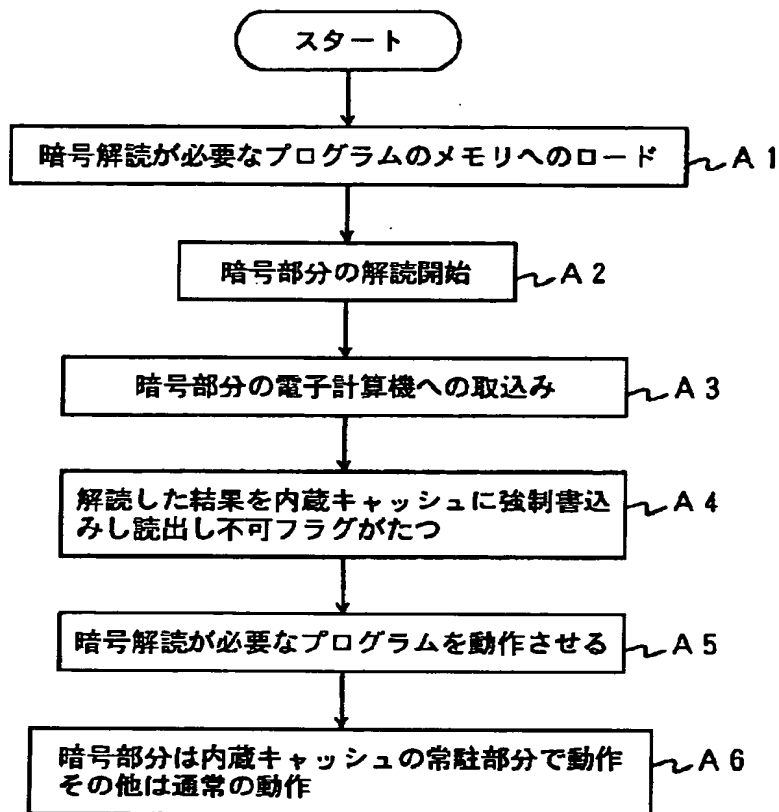 スタート
暗号解読が必要なプログラムのメモリへのロード A1
暗号部分の解読開始 A2
暗号部分の電子計算機への取込み A3
解読した結果を内蔵キャッシュに強制書込
みし読出し不可フラグがたつ A4
暗号解読が必要なプログラムを動作させる A5
暗号部分は内蔵キャッシュの常駐部分で動作
その他は通常の動作 A6